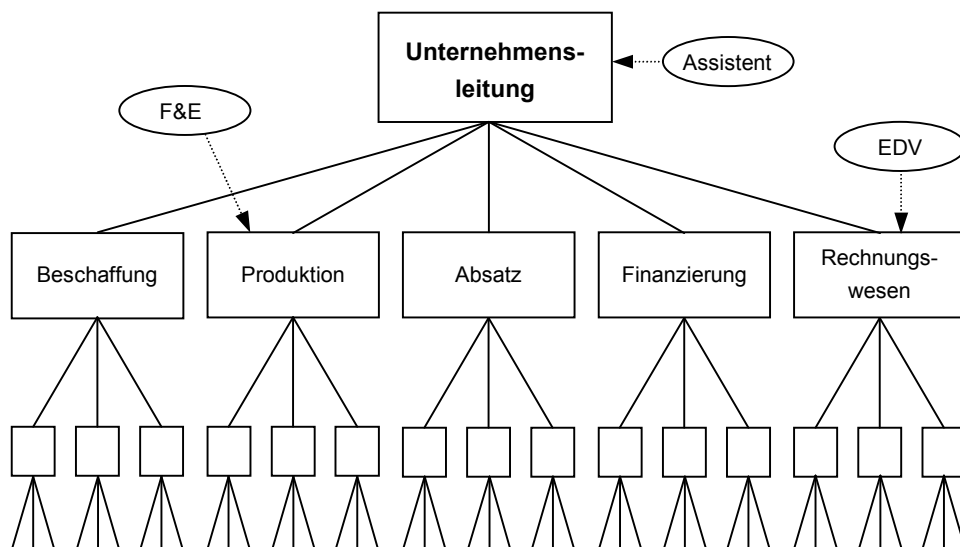 Unternehmens-
leitung
Assistent
F&E
EDV
Beschaffung
Produktion
Absatz
Finanzierung
Rechnungs-
wesen